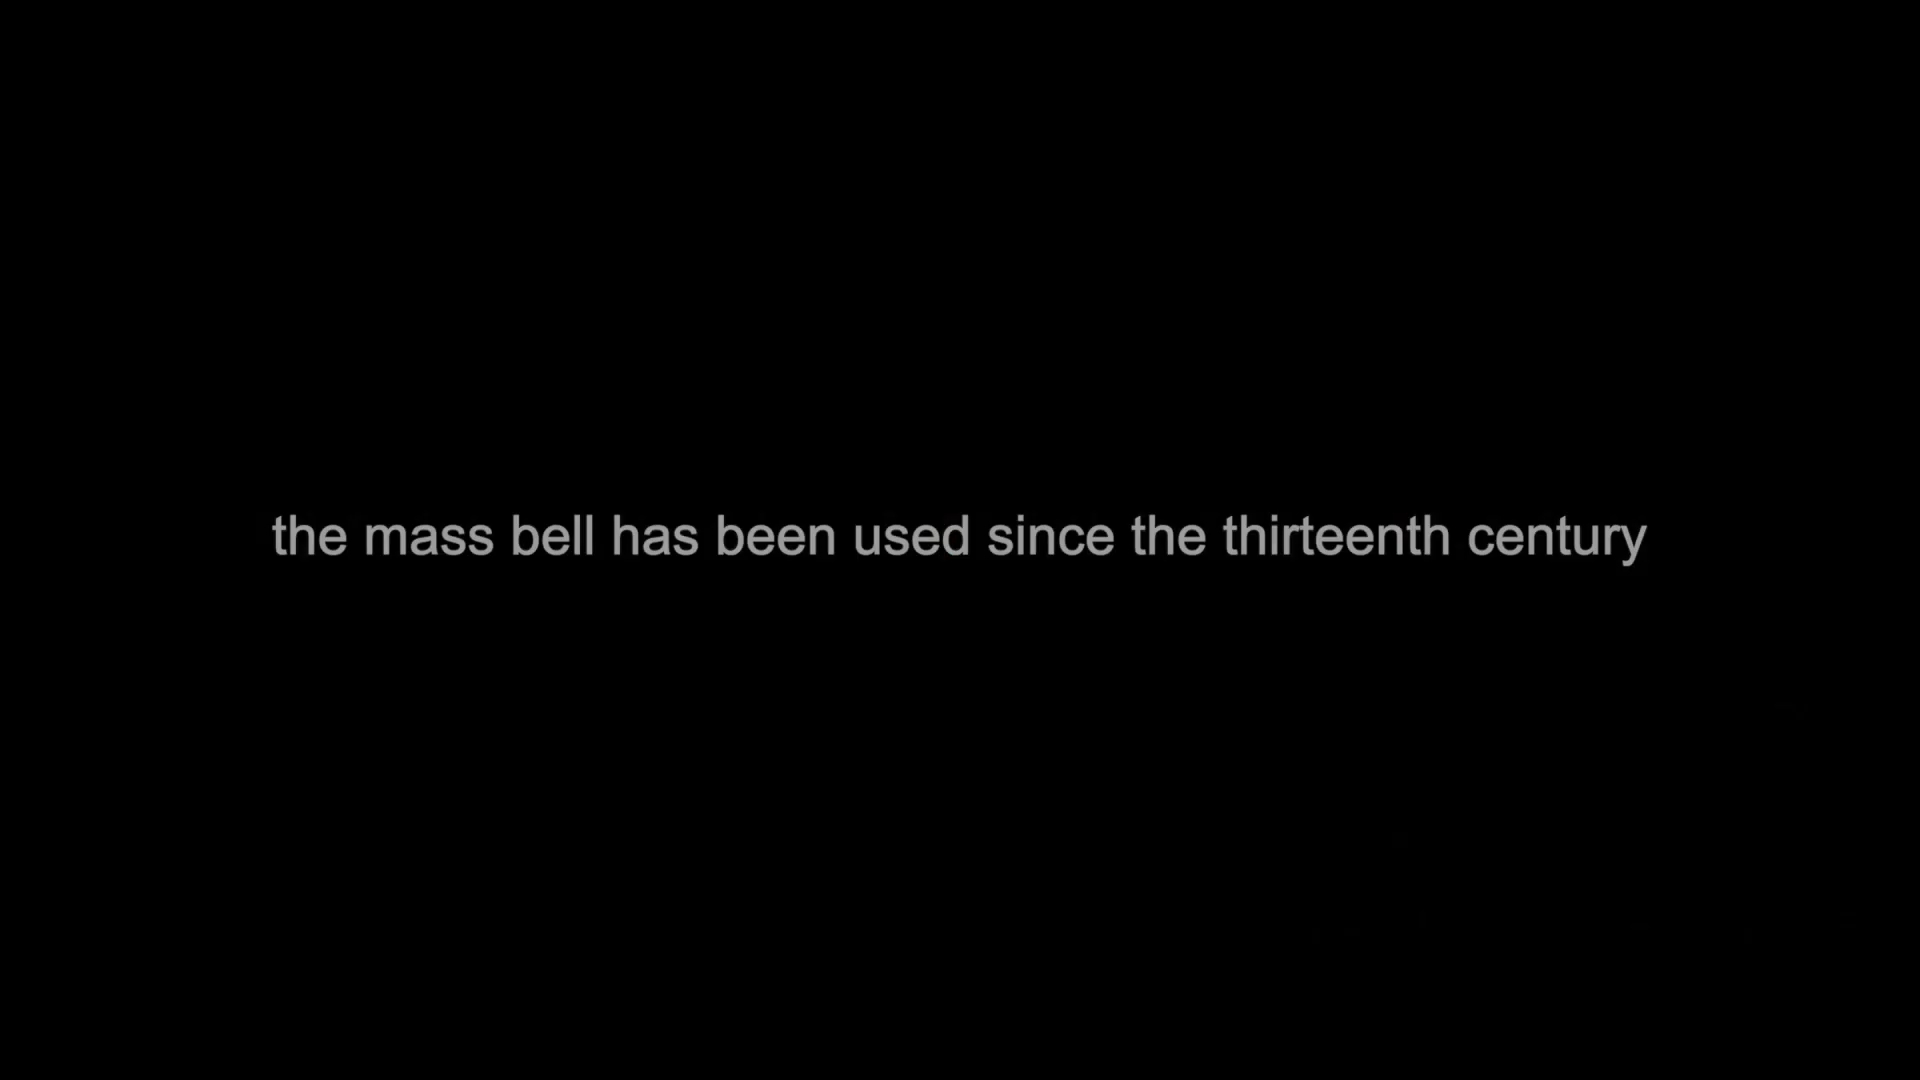 the mass bell has been used since the thirteenth century